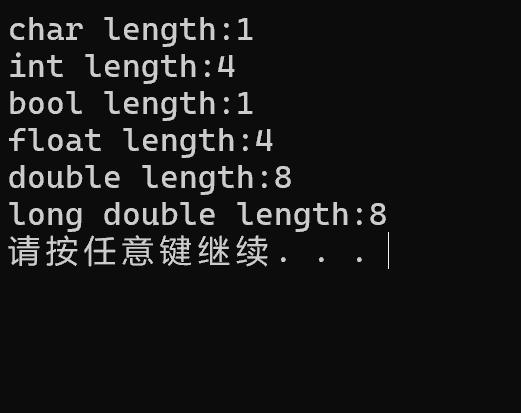 char length:1
int length:4
bool length:1
float length:4
double length:8
long double length:8
请按任意键继续. . .